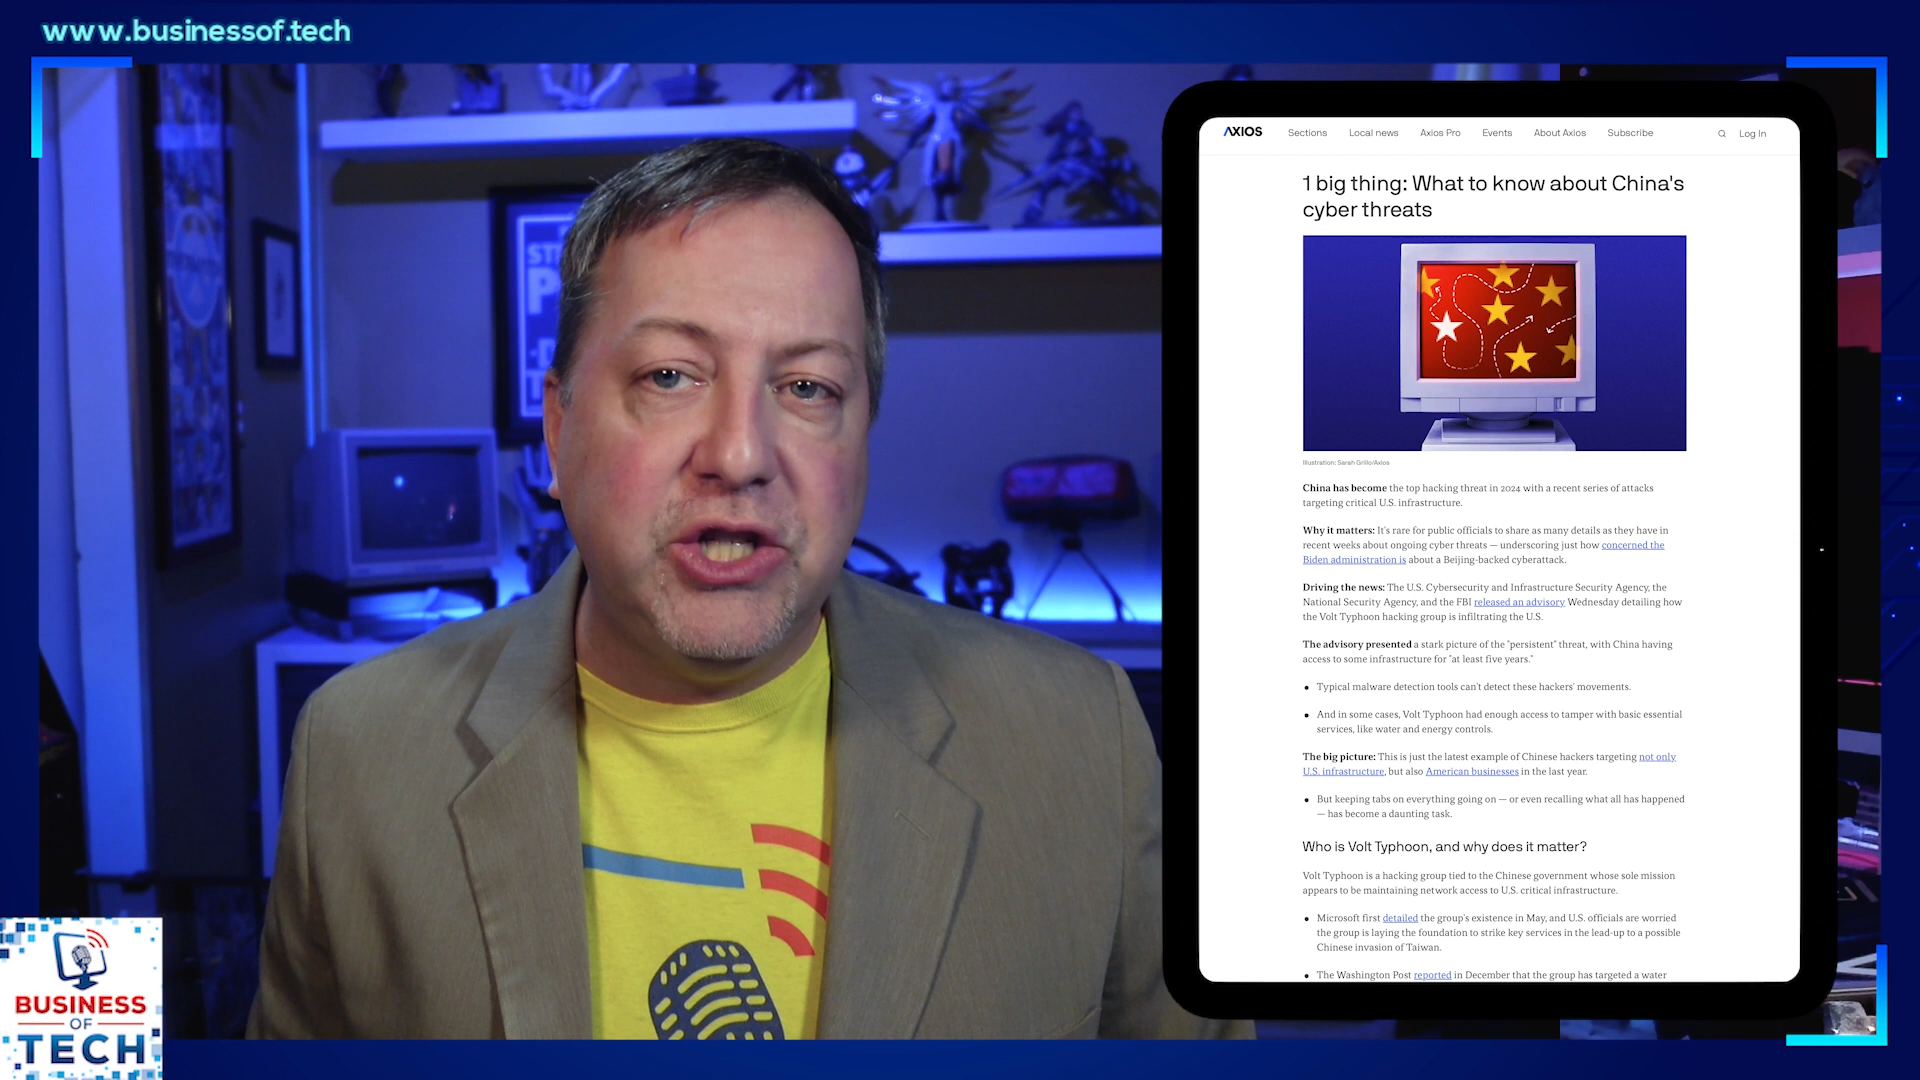 www.businessof.tech
ST
P
BUSINESS
OF
TECH
AXIOS Sections Local news Axios Pro Events About Axios Subscribe Log In
1 big thing: What to know about China's
cyber threats
Illustration: Sarah Grillo/Axios
China has become the top hacking threat in 2024 with a recent series of attacks
targeting critical U.S. infrastructure.
Why it matters: It's rare for public officials to share as many details as they have in
recent weeks about ongoing cyber threats — underscoring just how concerned the
Biden administration is about a Beijing-backed cyberattack.
Driving the news: The U.S. Cybersecurity and Infrastructure Security Agency, the
National Security Agency, and the FBI released an advisory Wednesday detailing how
the Volt Typhoon hacking group is infiltrating the U.S.
The advisory presented a stark picture of the "persistent" threat, with China having
access to some infrastructure for "at least five years."
• Typical malware detection tools can't detect these hackers' movements.
• And in some cases, Volt Typhoon had enough access to tamper with basic essential
services, like water and energy controls.
The big picture: This is just the latest example of Chinese hackers targeting not only
U.S. infrastructure, but also American businesses in the last year.
• But keeping tabs on everything going on — or even recalling what all has happened
— has become a daunting task.
Who is Volt Typhoon, and why does it matter?
Volt Typhoon is a hacking group tied to the Chinese government whose sole mission
appears to be maintaining network access to U.S. critical infrastructure.
• Microsoft first detailed the group's existence in May, and U.S. officials are worried
the group is laying the foundation to strike key services in the lead-up to a possible
Chinese invasion of Taiwan.
• The Washington Post reported in December that the group has targeted a water